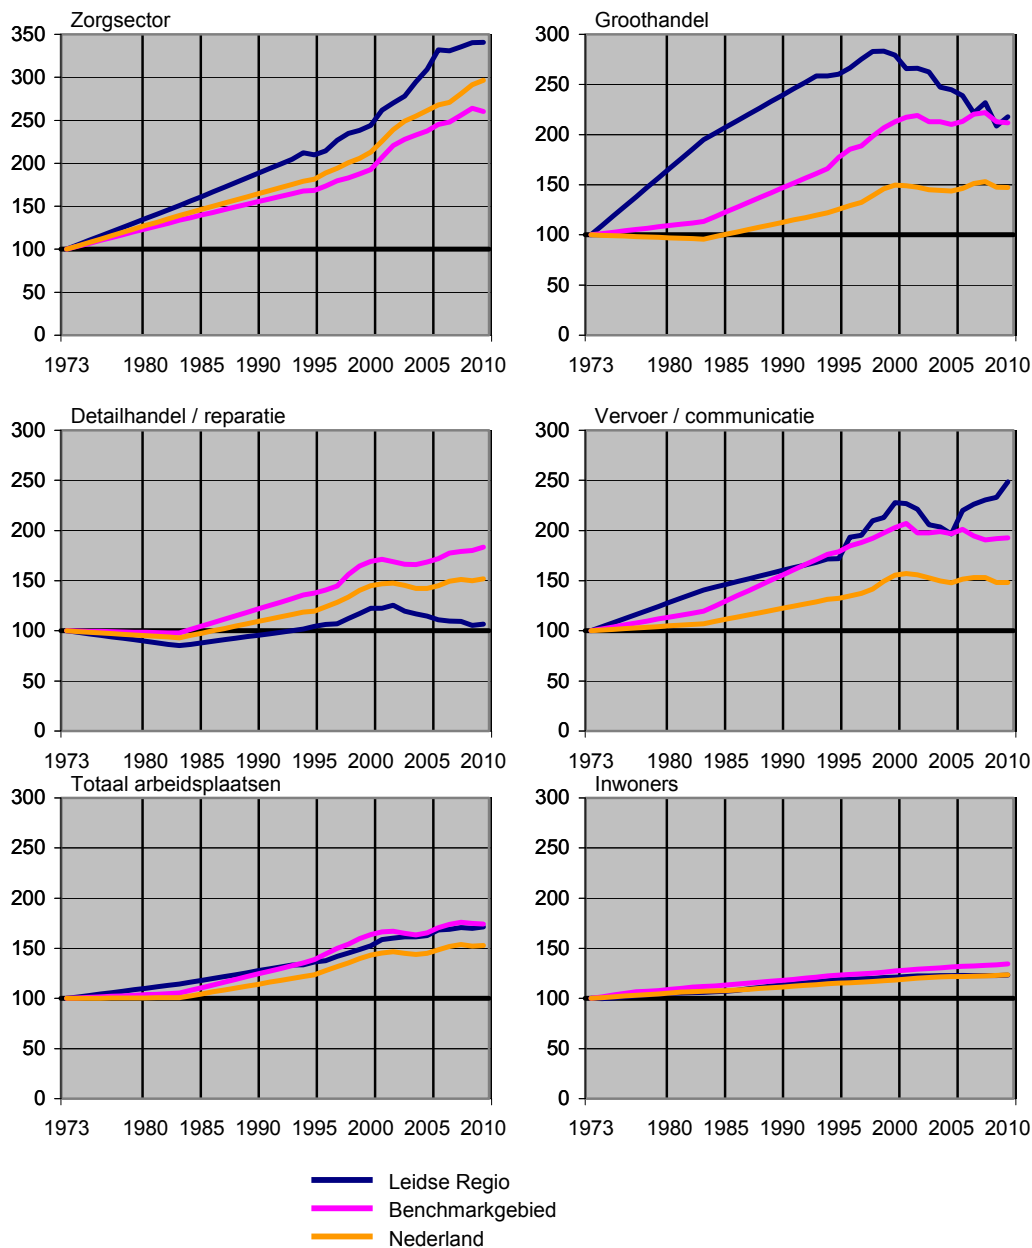 Zorgsector
350
300
250
200
150
100
50
0
1973 1980 1985 1990 1995 2000 2005 2010
Groothandel
300
250
200
150
100
50
0
1973 1980 1985 1990 1995 2000 2005 2010
Detailhandel / reparatie
300
250
200
150
100
50
0
1973 1980 1985 1990 1995 2000 2005 2010
Vervoer / communicatie
300
250
200
150
100
50
0
1973 1980 1985 1990 1995 2000 2005 2010
Totaal arbeidsplaatsen
300
250
200
150
100
50
0
1973 1980 1985 1990 1995 2000 2005 2010
Inwoners
300
250
200
150
100
50
0
1973 1980 1985 1990 1995 2000 2005 2010
Leidse Regio
Benchmarkgebied
Nederland